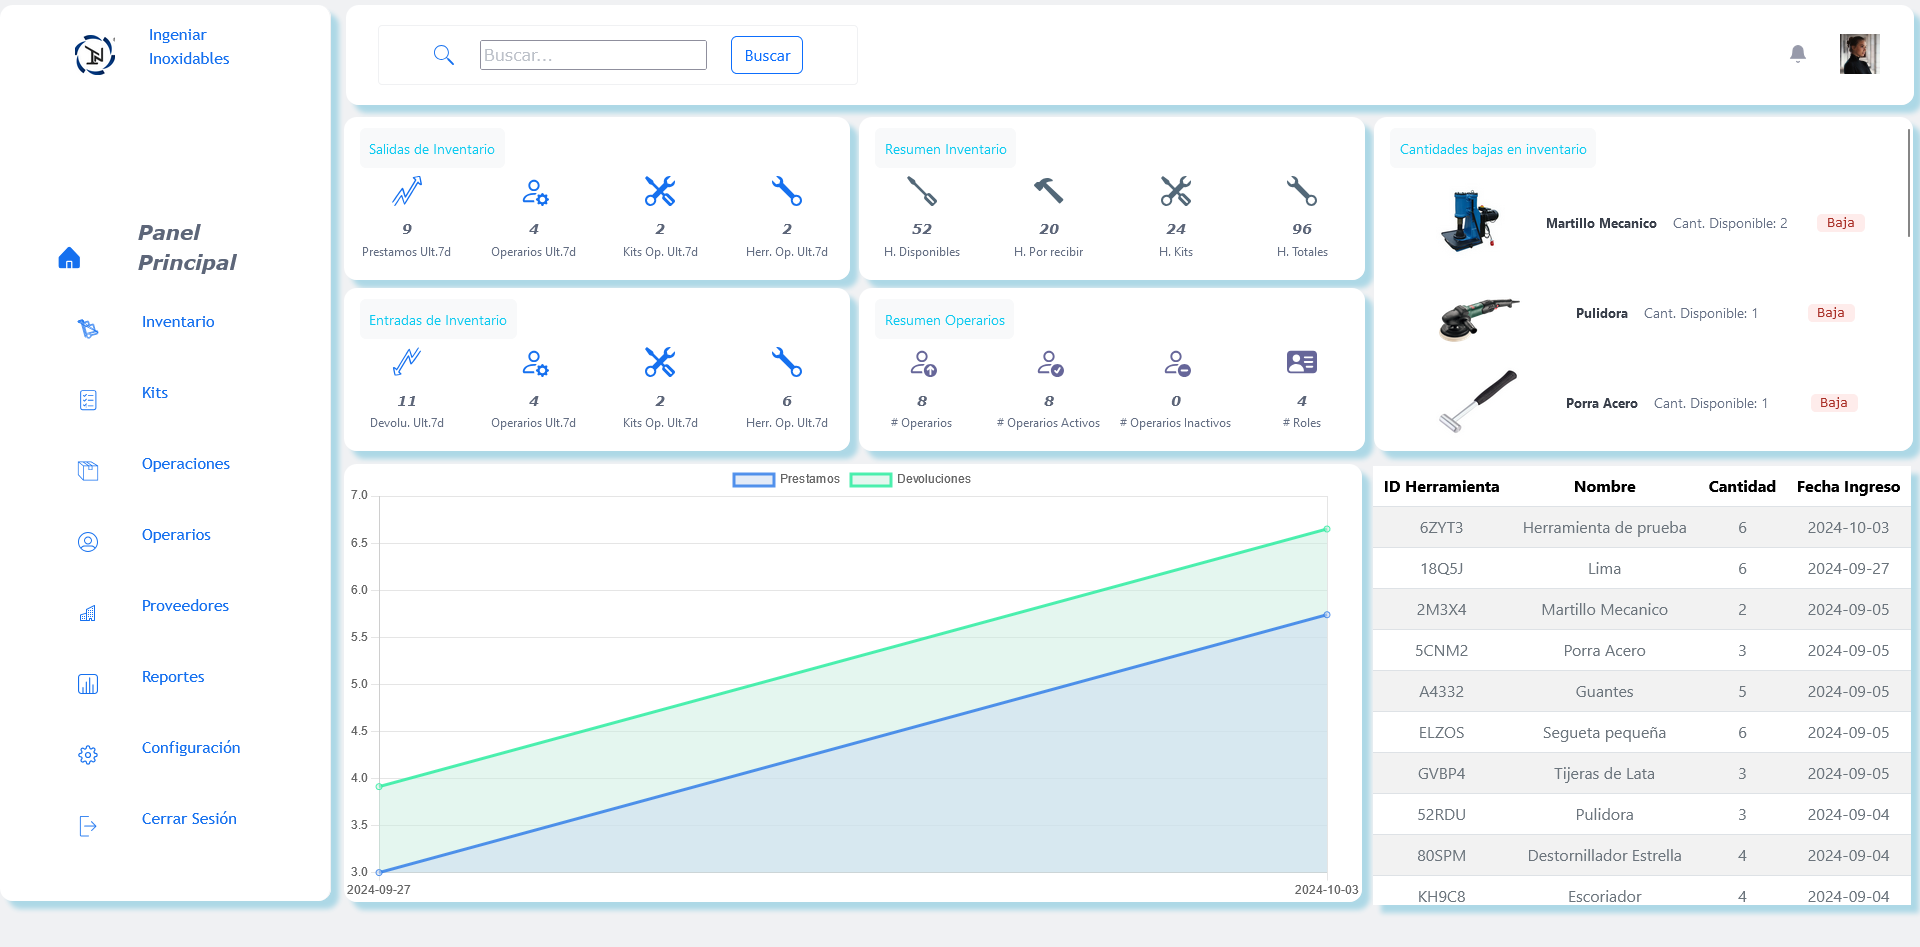 Ingeniar
Inoxidables
Panel
Principal
Inventario
Kits
Operaciones
Operarios
Proveedores
Reportes
Configuración
Cerrar Sesión
Buscar...
Buscar
Salidas de Inventario
9
Prestamos Ult.7d
4
Operarios Ult.7d
2
Kits Op. Ult.7d
2
Herr. Op. Ult.7d
Resumen Inventario
52
H. Disponibles
20
H. Por recibir
24
H. Kits
96
H. Totales
Entradas de Inventario
11
Devolu. Ult.7d
4
Operarios Ult.7d
2
Kits Op. Ult.7d
6
Herr. Op. Ult.7d
Resumen Operarios
8
# Operarios
8
# Operarios Activos
0
# Operarios Inactivos
4
# Roles
Cantidades bajas en inventario
Martillo Mecanico Cant. Disponible: 2 Baja
Pulidora Cant. Disponible: 1 Baja
Porra Acero Cant. Disponible: 1 Baja
Prestamos Devoluciones
7.0
6.5
6.0
5.5
5.0
4.5
4.0
3.5
3.0
2024-09-27 2024-10-03
ID Herramienta Nombre Cantidad Fecha Ingreso
6ZYT3 Herramienta de prueba 6 2024-10-03
18Q5J Lima 6 2024-09-27
2M3X4 Martillo Mecanico 2 2024-09-05
5CNM2 Porra Acero 3 2024-09-05
A4332 Guantes 5 2024-09-05
ELZOS Segueta pequeña 6 2024-09-05
GVBP4 Tijeras de Lata 3 2024-09-05
52RDU Pulidora 3 2024-09-04
80SPM Destornillador Estrella 4 2024-09-04
KH9C8 Escoriador 4 2024-09-04